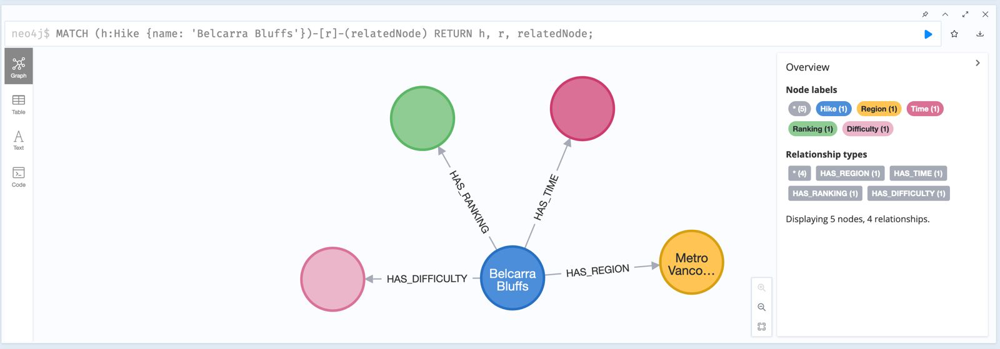 neo4j$ MATCH (h:Hike {name: 'Belcarra Bluffs'})-[r]-(relatedNode) RETURN h, r, relatedNode;
Graph
Table
Text
Code
HAS_RANKING
HAS_TIME
HAS_DIFFICULTY
Belcarra
Bluffs
HAS_REGION
Metro
Vanco...
Overview
Node labels
* (5) Hike (1) Region (1) Time (1)
Ranking (1) Difficulty (1)
Relationship types
* (4) HAS_REGION (1) HAS_TIME (1)
HAS_RANKING (1) HAS_DIFFICULTY (1)
Displaying 5 nodes, 4 relationships.